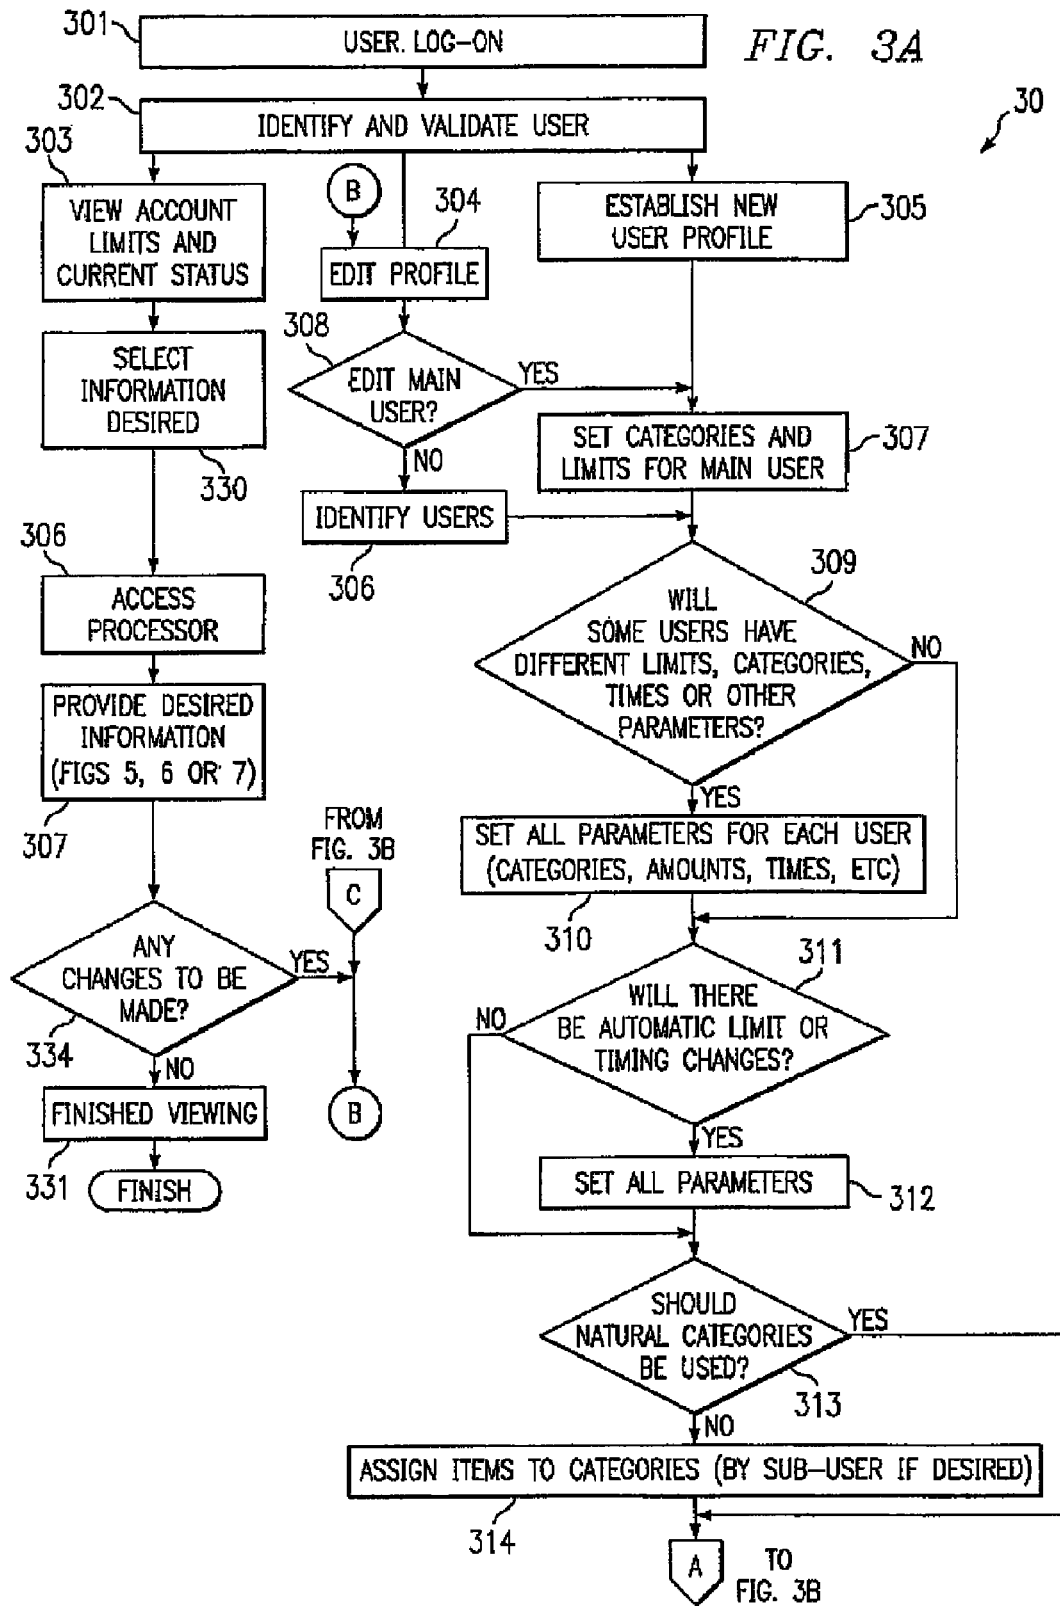 301
USER. LOG-ON
FIG. 3A
30
302
IDENTIFY AND VALIDATE USER
303
VIEW ACCOUNT
LIMITS AND
CURRENT STATUS
B
304
EDIT PROFILE
ESTABLISH NEW
USER PROFILE
305
SELECT
INFORMATION
DESIRED
330
308
EDIT MAIN
USER?
YES
NO
SET CATEGORIES AND
LIMITS FOR MAIN USER
307
IDENTIFY USERS
306
306
ACCESS
PROCESSOR
309
WILL
SOME USERS HAVE
DIFFERENT LIMITS, CATEGORIES,
TIMES OR OTHER
PARAMETERS?
NO
YES
PROVIDE DESIRED
INFORMATION
(FIGS 5, 6 OR 7)
307
FROM
FIG. 3B
C
SET ALL PARAMETERS FOR EACH USER
(CATEGORIES, AMOUNTS, TIMES, ETC)
310
ANY
CHANGES TO BE
MADE?
YES
334
NO
311
WILL THERE
BE AUTOMATIC LIMIT OR
TIMING CHANGES?
NO
YES
FINISHED VIEWING
331
FINISH
B
SET ALL PARAMETERS
312
SHOULD
NATURAL CATEGORIES
BE USED?
YES
313
NO
ASSIGN ITEMS TO CATEGORIES (BY SUB-USER IF DESIRED)
314
A
TO
FIG. 3B